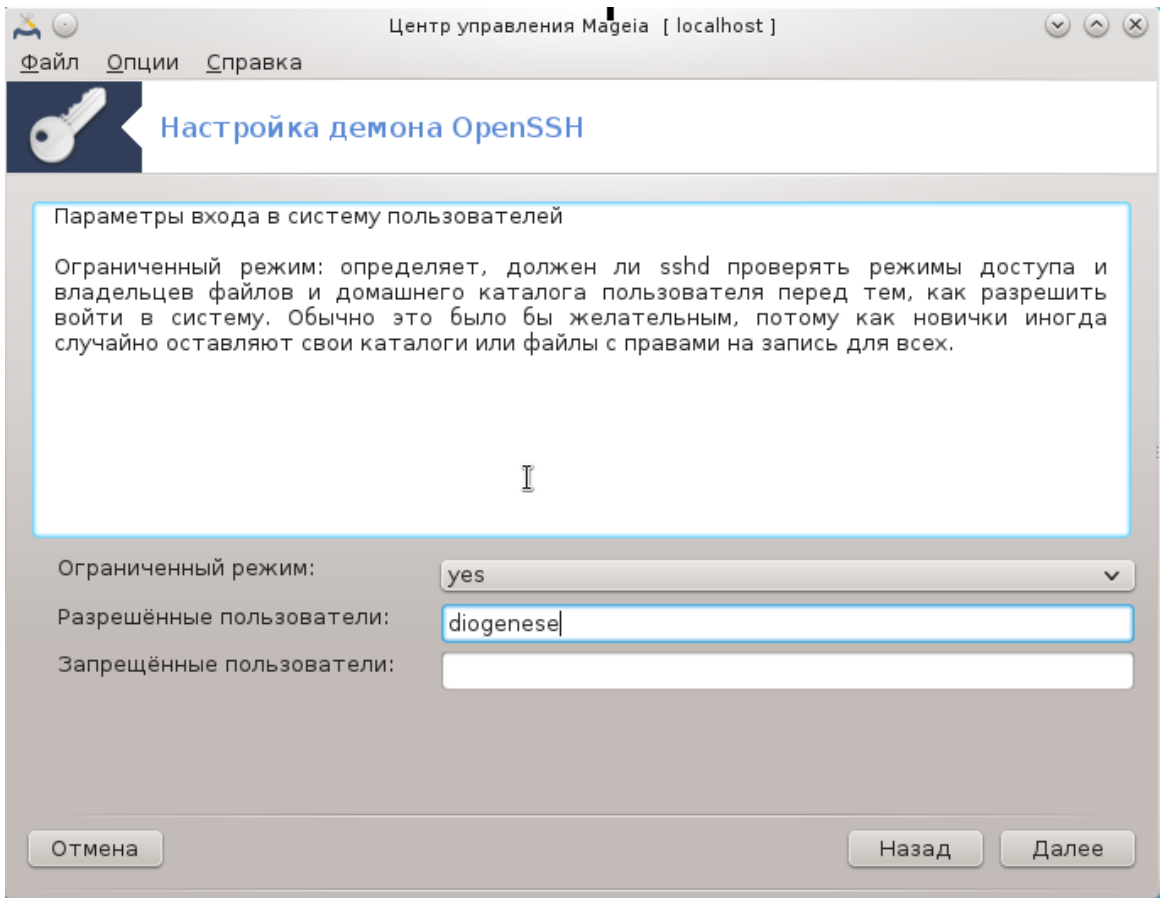 Центр управления Mageia [ localhost ]
Файл Опции Справка
Настройка демона OpenSSH
Параметры входа в систему пользователей
Ограниченный режим: определяет, должен ли sshd проверять режимы доступа и
владельцев файлов и домашнего каталога пользователя перед тем, как разрешить
войти в систему. Обычно это было бы желательным, потому как новички иногда
случайно оставляют свои каталоги или файлы с правами на запись для всех.
Ограниченный режим: yes
Разрешённые пользователи: diogenese
Запрещённые пользователи:
Отмена Назад Далее